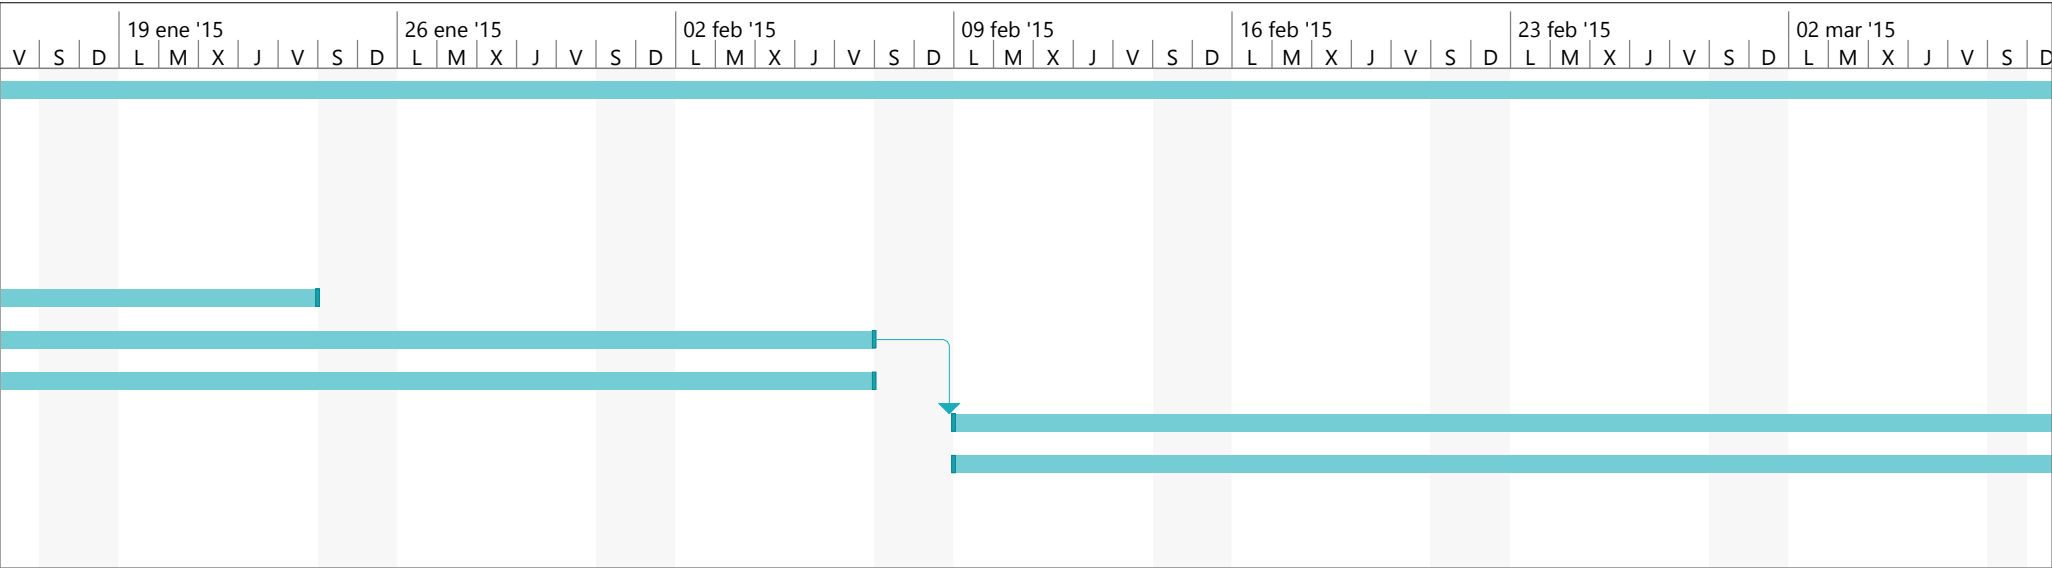 19 ene '15 26 ene '15 02 feb '15 09 feb '15 16 feb '15 23 feb '15 02 mar '15
V S D L M X J V S D L M X J V S D L M X J V S D L M X J V S D L M X J V S D L M X J V S D L M X J V S D